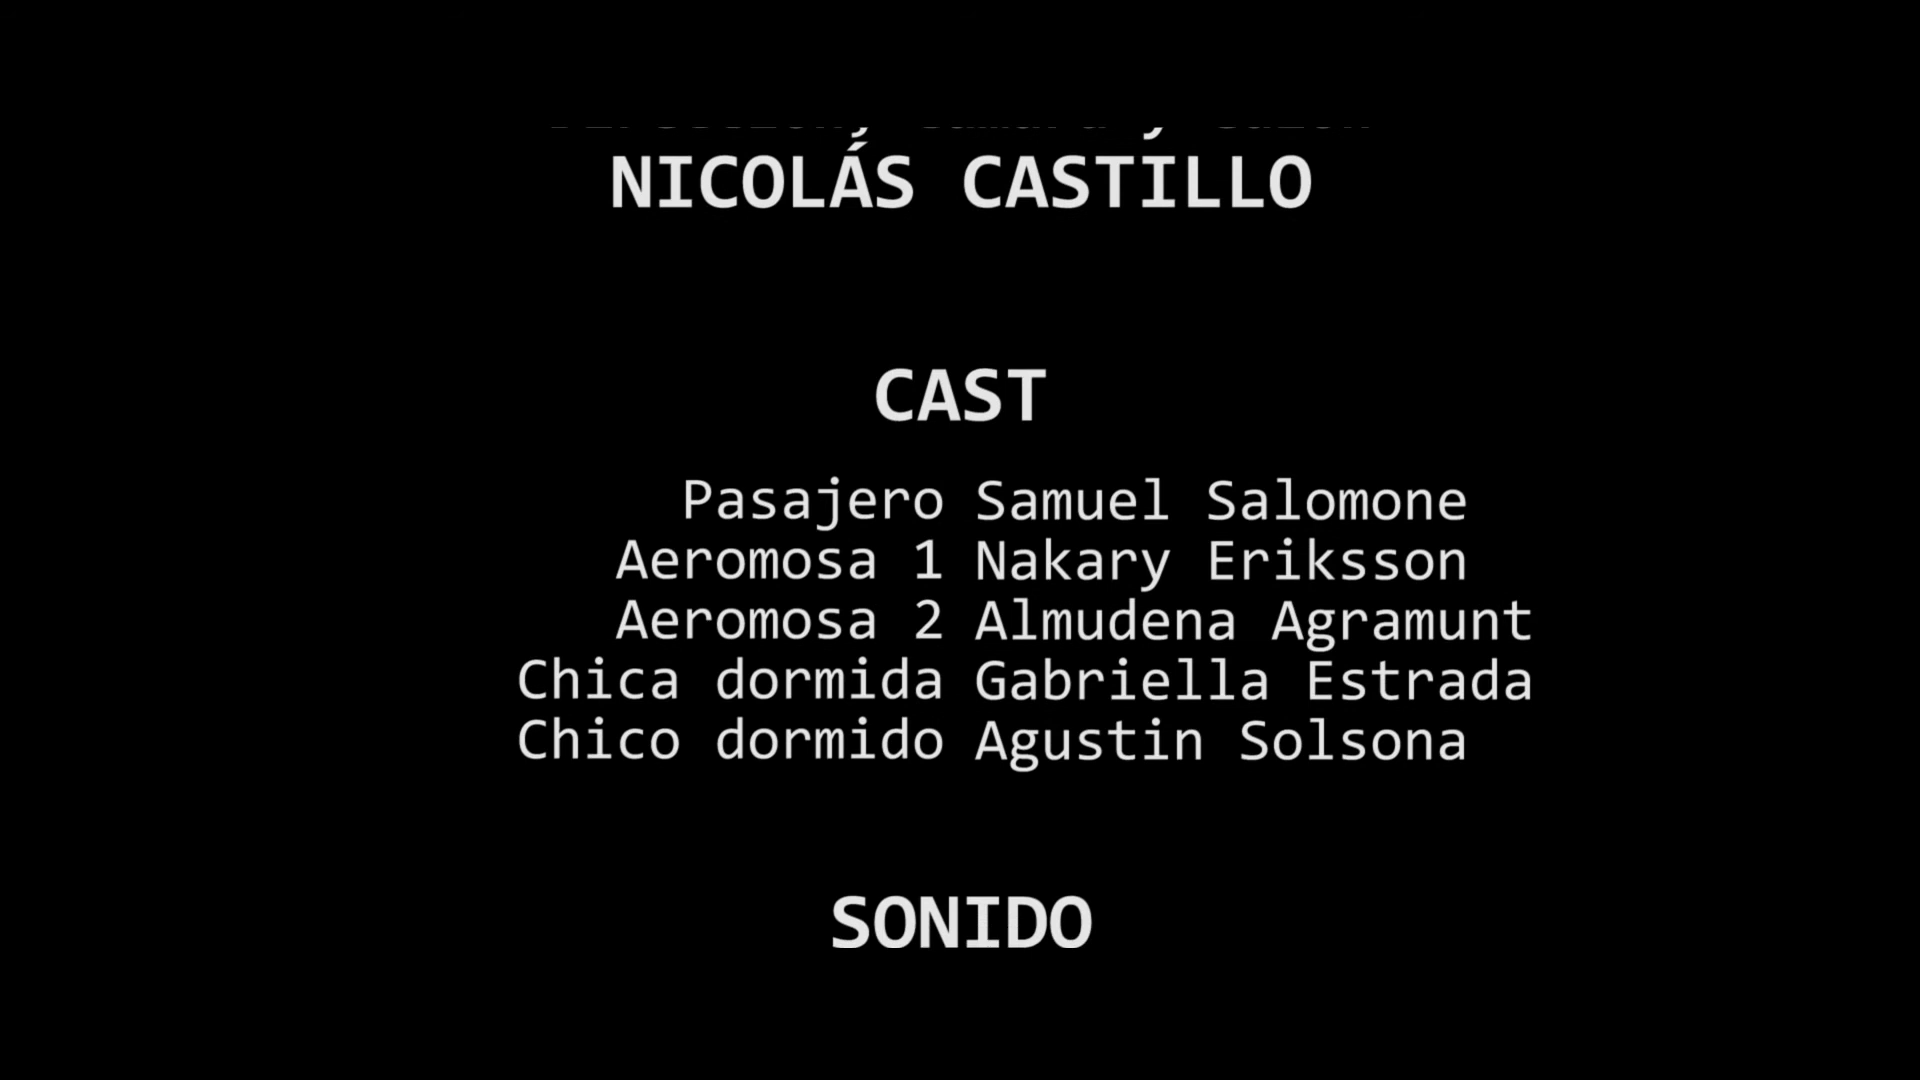 NICOLÁS CASTILLO
CAST
Pasajero Samuel Salomone
Aeromosa 1 Nakary Eriksson
Aeromosa 2 Almudena Agramunt
Chica dormida Gabriella Estrada
Chico dormido Agustin Solsona
SONIDO